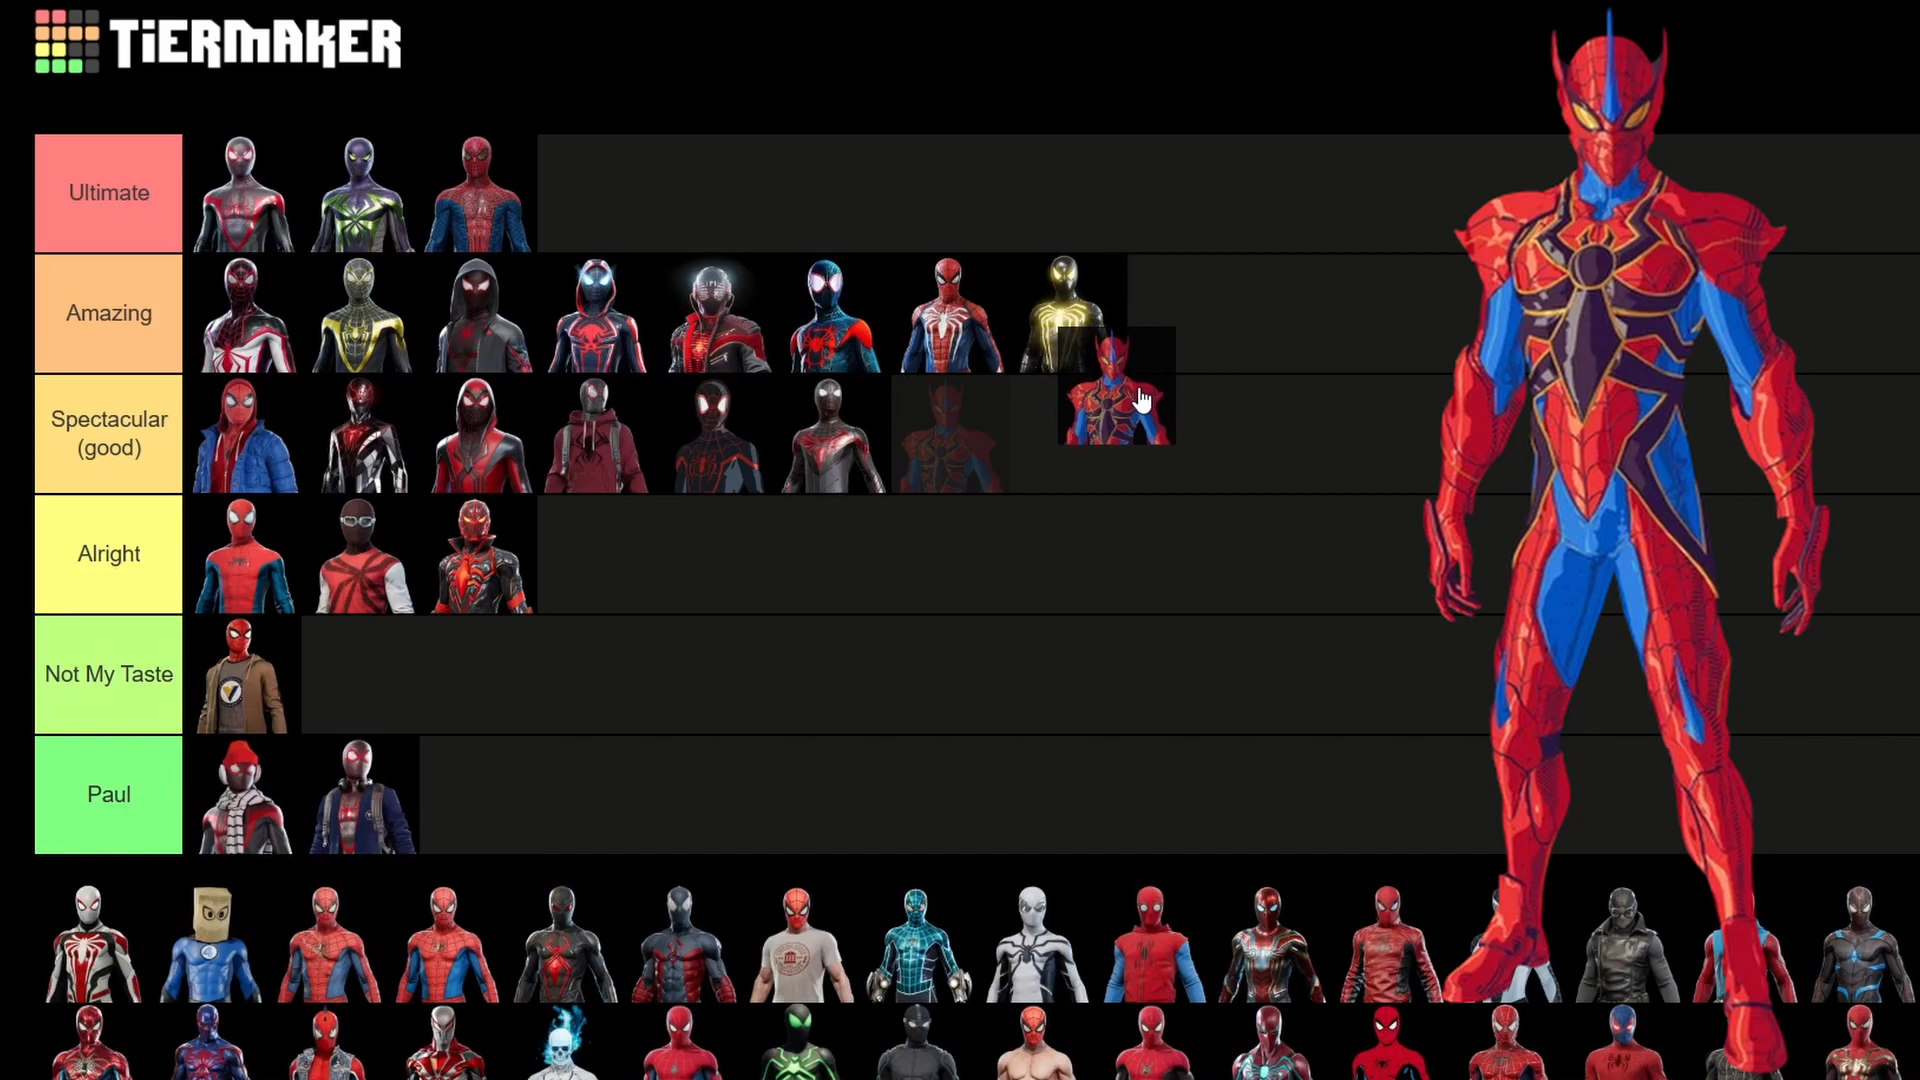 TiERMAKER
Ultimate
Amazing
Spectacular
(good)
Alright
Not My Taste
Paul